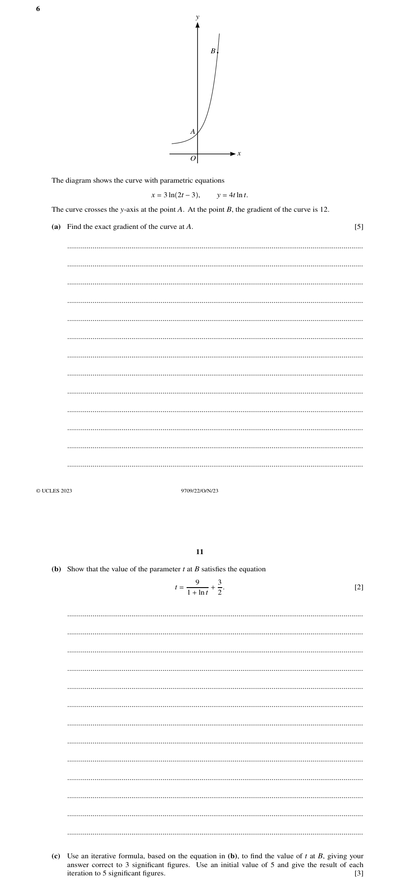 6
y
B
A
O
x
The diagram shows the curve with parametric equations
x = 3 ln(2t − 3), y = 4t ln t.
The curve crosses the y-axis at the point A. At the point B, the gradient of the curve is 12.
(a) Find the exact gradient of the curve at A. [5]
© UCLES 2023 9709/22/O/N/23
11
(b) Show that the value of the parameter t at B satisfies the equation
t = 9/(1 + ln t) + 3/2. [2]
(c) Use an iterative formula, based on the equation in (b), to find the value of t at B, giving your
answer correct to 3 significant figures. Use an initial value of 5 and give the result of each
iteration to 5 significant figures. [3]